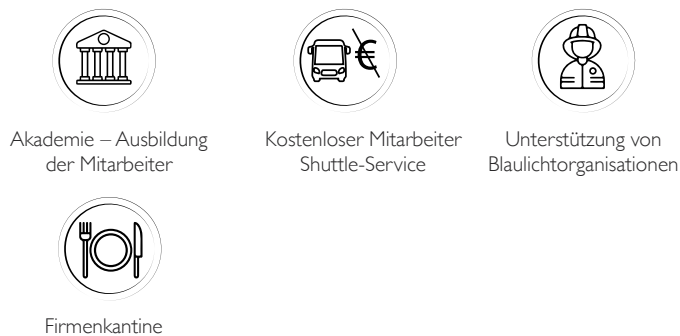 Akademie – Ausbildung
der Mitarbeiter
Kostenloser Mitarbeiter
Shuttle-Service
Unterstützung von
Blaulichtorganisationen
Firmenkantine